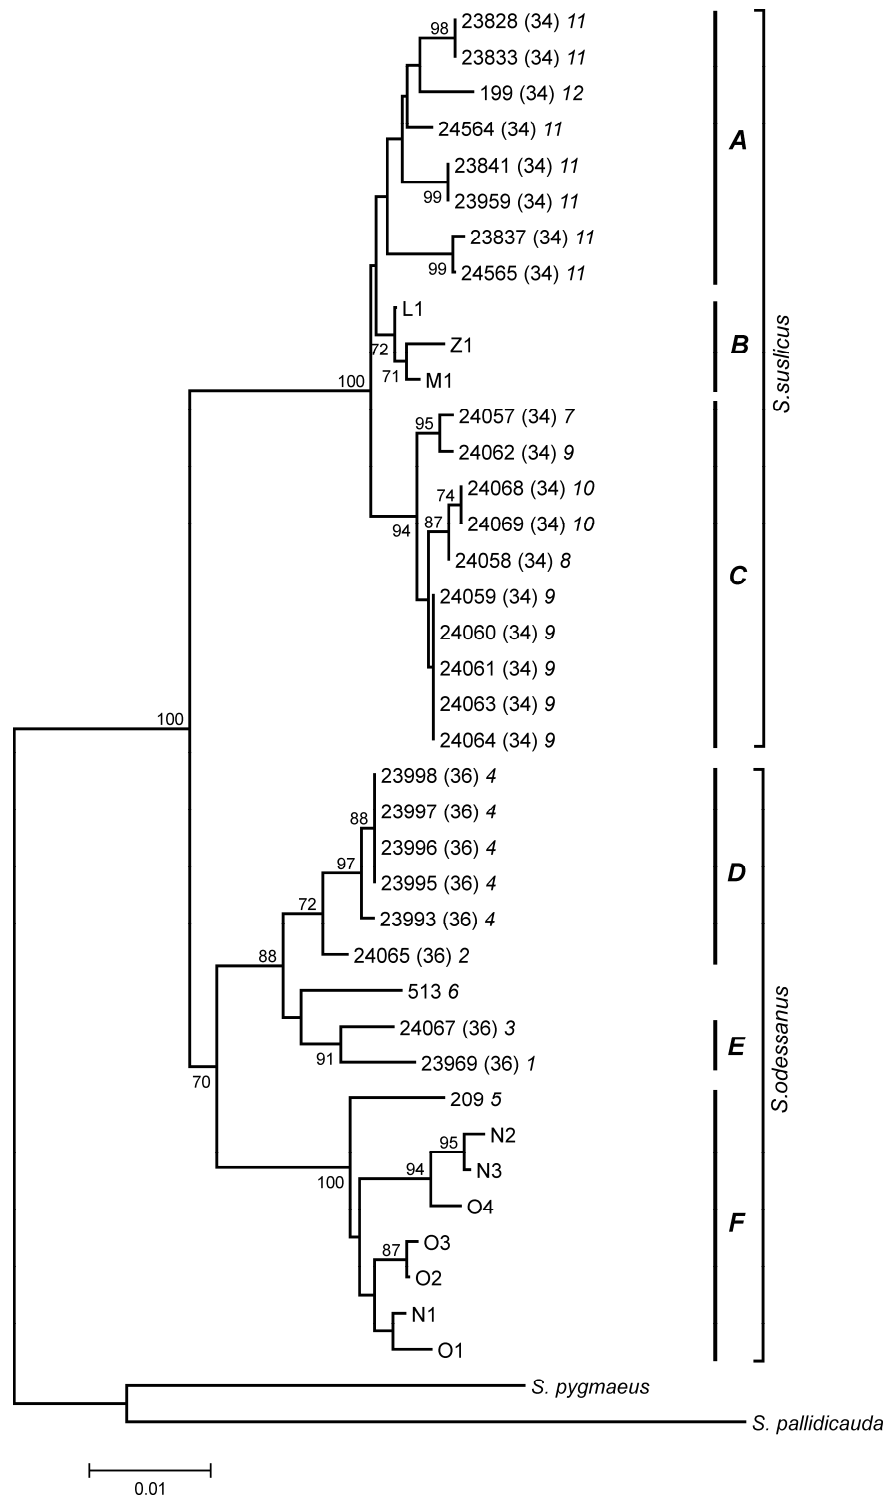 98
23828 (34) 11
23833 (34) 11
199 (34) 12
24564 (34) 11
A
23841 (34) 11
99
23959 (34) 11
23837 (34) 11
99
24565 (34) 11
L1
72
Z1
B
71
M1
S.suslicus
100
95
24057 (34) 7
24062 (34) 9
74
24068 (34) 10
94
87
24069 (34) 10
24058 (34) 8
C
24059 (34) 9
24060 (34) 9
24061 (34) 9
24063 (34) 9
100
24064 (34) 9
23998 (36) 4
23997 (36) 4
88
23996 (36) 4
97
23995 (36) 4
D
72
23993 (36) 4
88
24065 (36) 2
513 6
24067 (36) 3
91
23969 (36) 1
E
S.odessanus
70
209 5
95
N2
100
94
N3
O4
F
87
O3
O2
N1
O1
S. pygmaeus
S. pallidicauda
0.01